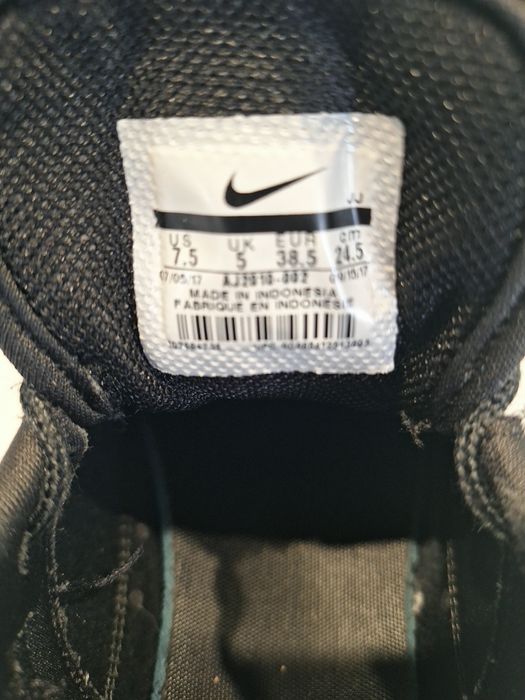 JJ
US UK EUR cm
7.5 5 38.5 24.5
07/05/17 AJ2010-002 09/15/17
MADE IN INDONESIA
FABRIQUE EN INDONESIE